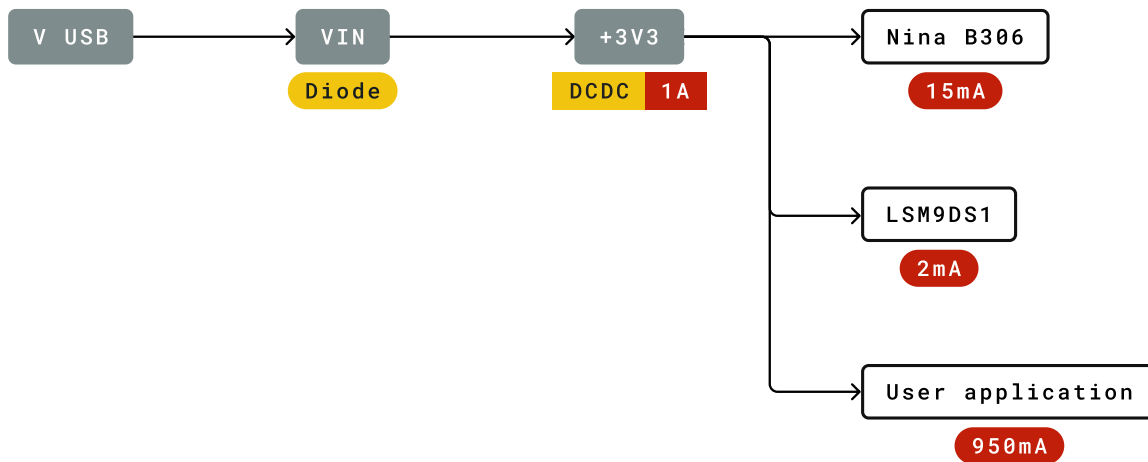 V USB
VIN
+3V3
Nina B306
Diode
DCDC
1A
15mA
LSM9DS1
2mA
User application
950mA